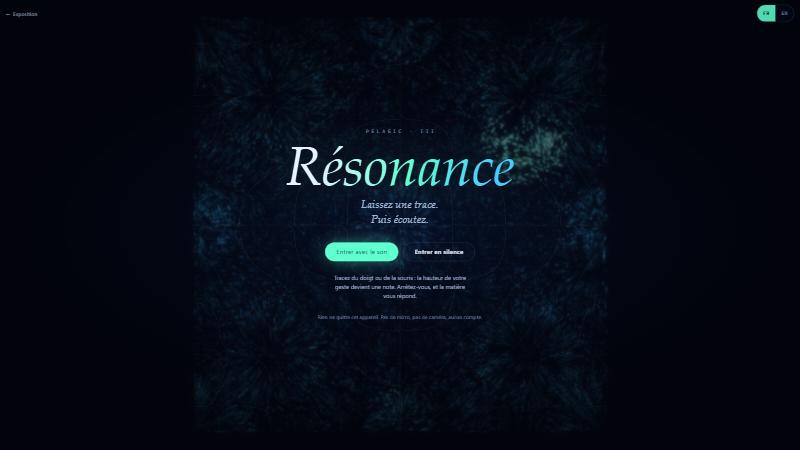 ← Exposition
FR EN
PELAGIC · III
Résonance
Laissez une trace.
Puis écoutez.
Entrer avec le son
Entrer en silence
Tracez du doigt ou de la souris : la hauteur de votre
geste devient une note. Arrêtez-vous, et la matière
vous répond.
Rien ne quitte cet appareil. Pas de micro, pas de caméra, aucun compte.